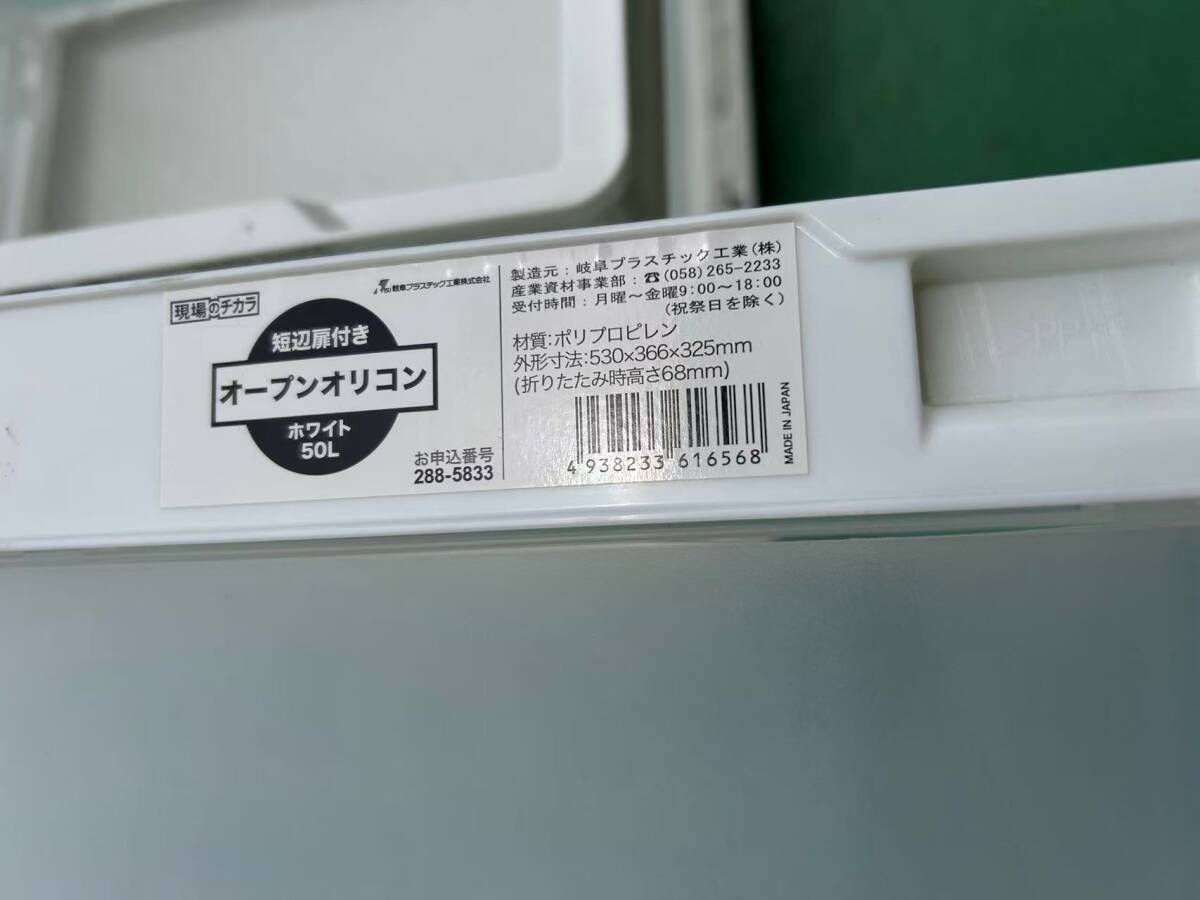 現場のチカラ
岐阜プラスチック工業株式会社
短辺扉付き
オープンオリコン
ホワイト
50L
お申込番号
288-5833
製造元:岐阜プラスチック工業(株)
産業資材事業部:☎(058)265-2233
受付時間:月曜〜金曜9:00〜18:00
(祝祭日を除く)
材質:ポリプロピレン
外形寸法:530×366×325mm
(折りたたみ時高さ68mm)
4 938233 616568
MADE IN JAPAN